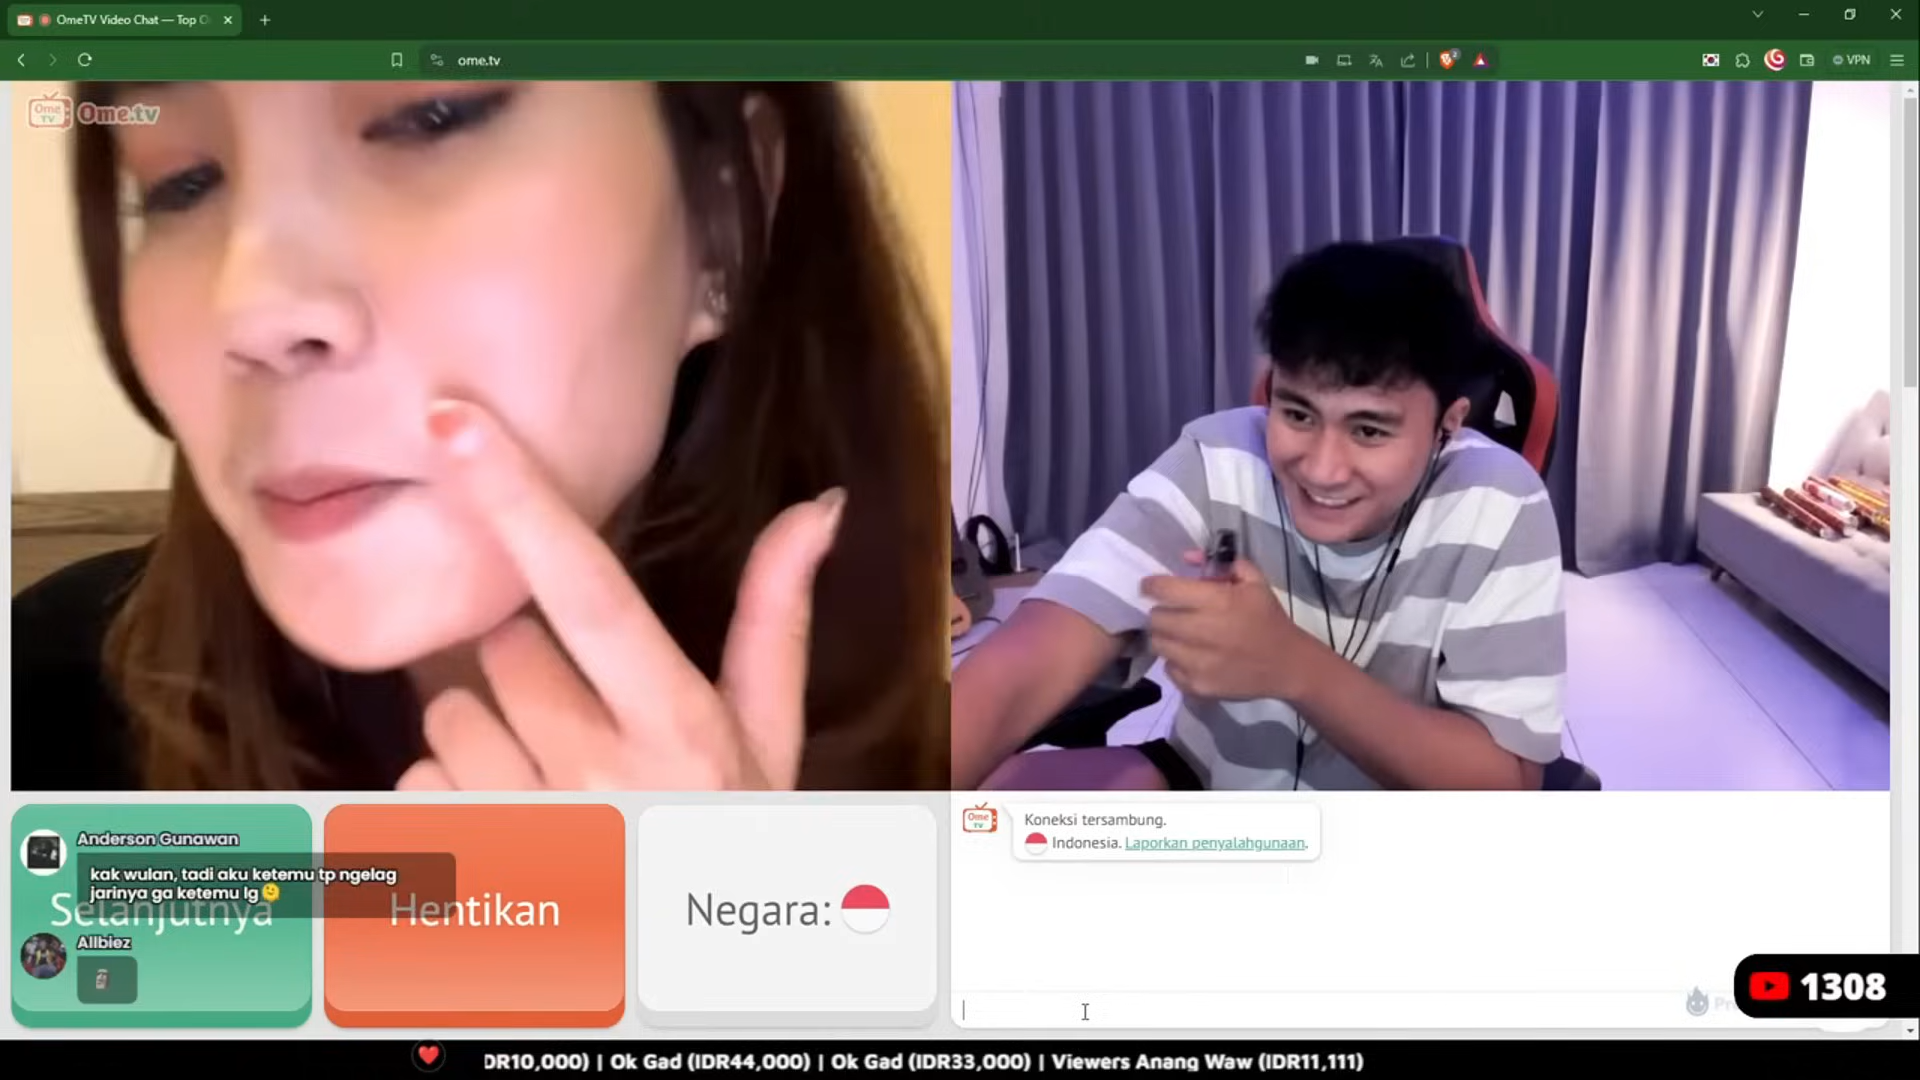 OmeTV Video Chat — Top O
ome.tv
VPN
Ome TV Ome.tv
Koneksi tersambung.
Indonesia. Laporkan penyalahgunaan.
Anderson Gunawan
kak wulan, tadi aku ketemu tp ngelag
jarinya ga ketemu lg
Selanjutnya
Hentikan
Negara:
Allbiez
1308
DR10,000) | Ok Gad (IDR44,000) | Ok Gad (IDR33,000) | Viewers Anang Waw (IDR11,111)